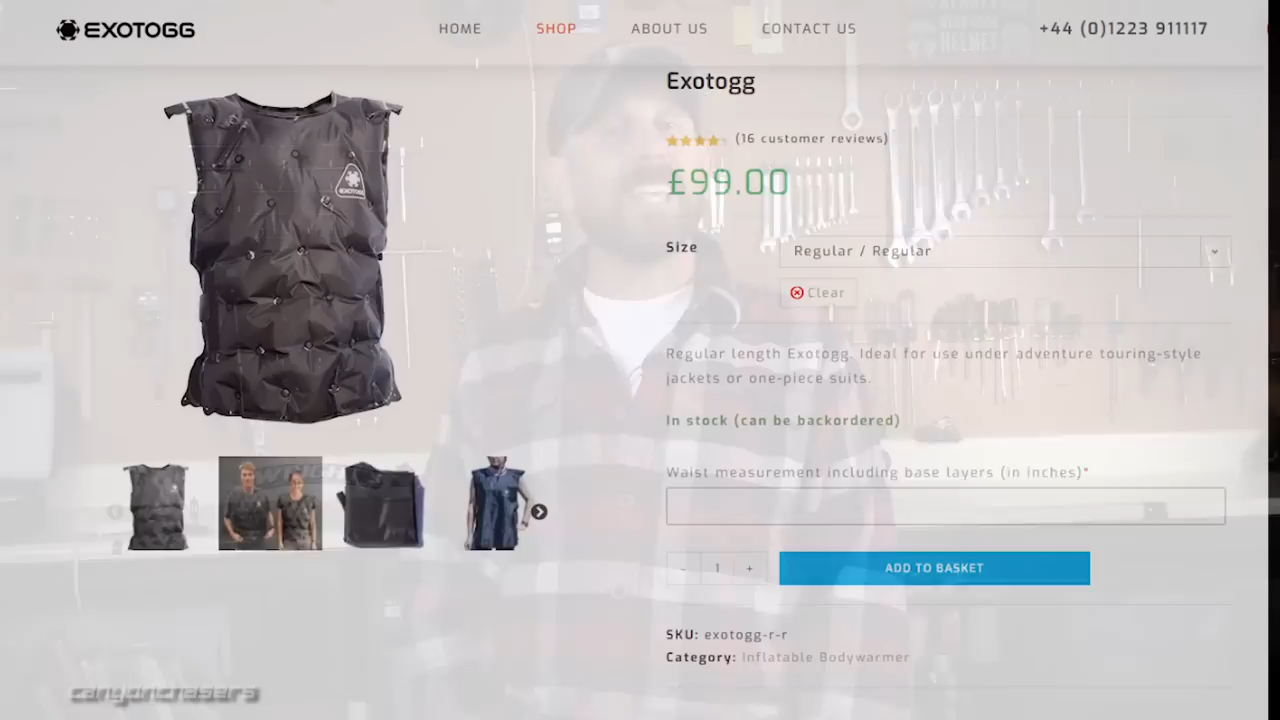 EXOTOGG
HOME
SHOP
ABOUT US
CONTACT US
+44 (0)1223 911117
Exotogg
(16 customer reviews)
£99.00
Size
Regular / Regular
Clear
Regular length Exotogg. Ideal for use under adventure touring-style
jackets or one-piece suits.
In stock (can be backordered)
Waist measurement including base layers (in inches)*
- 1 +
ADD TO BASKET
SKU: exotogg-r-r
Category: Inflatable Bodywarmer
EXOTOGG
canyonchasers